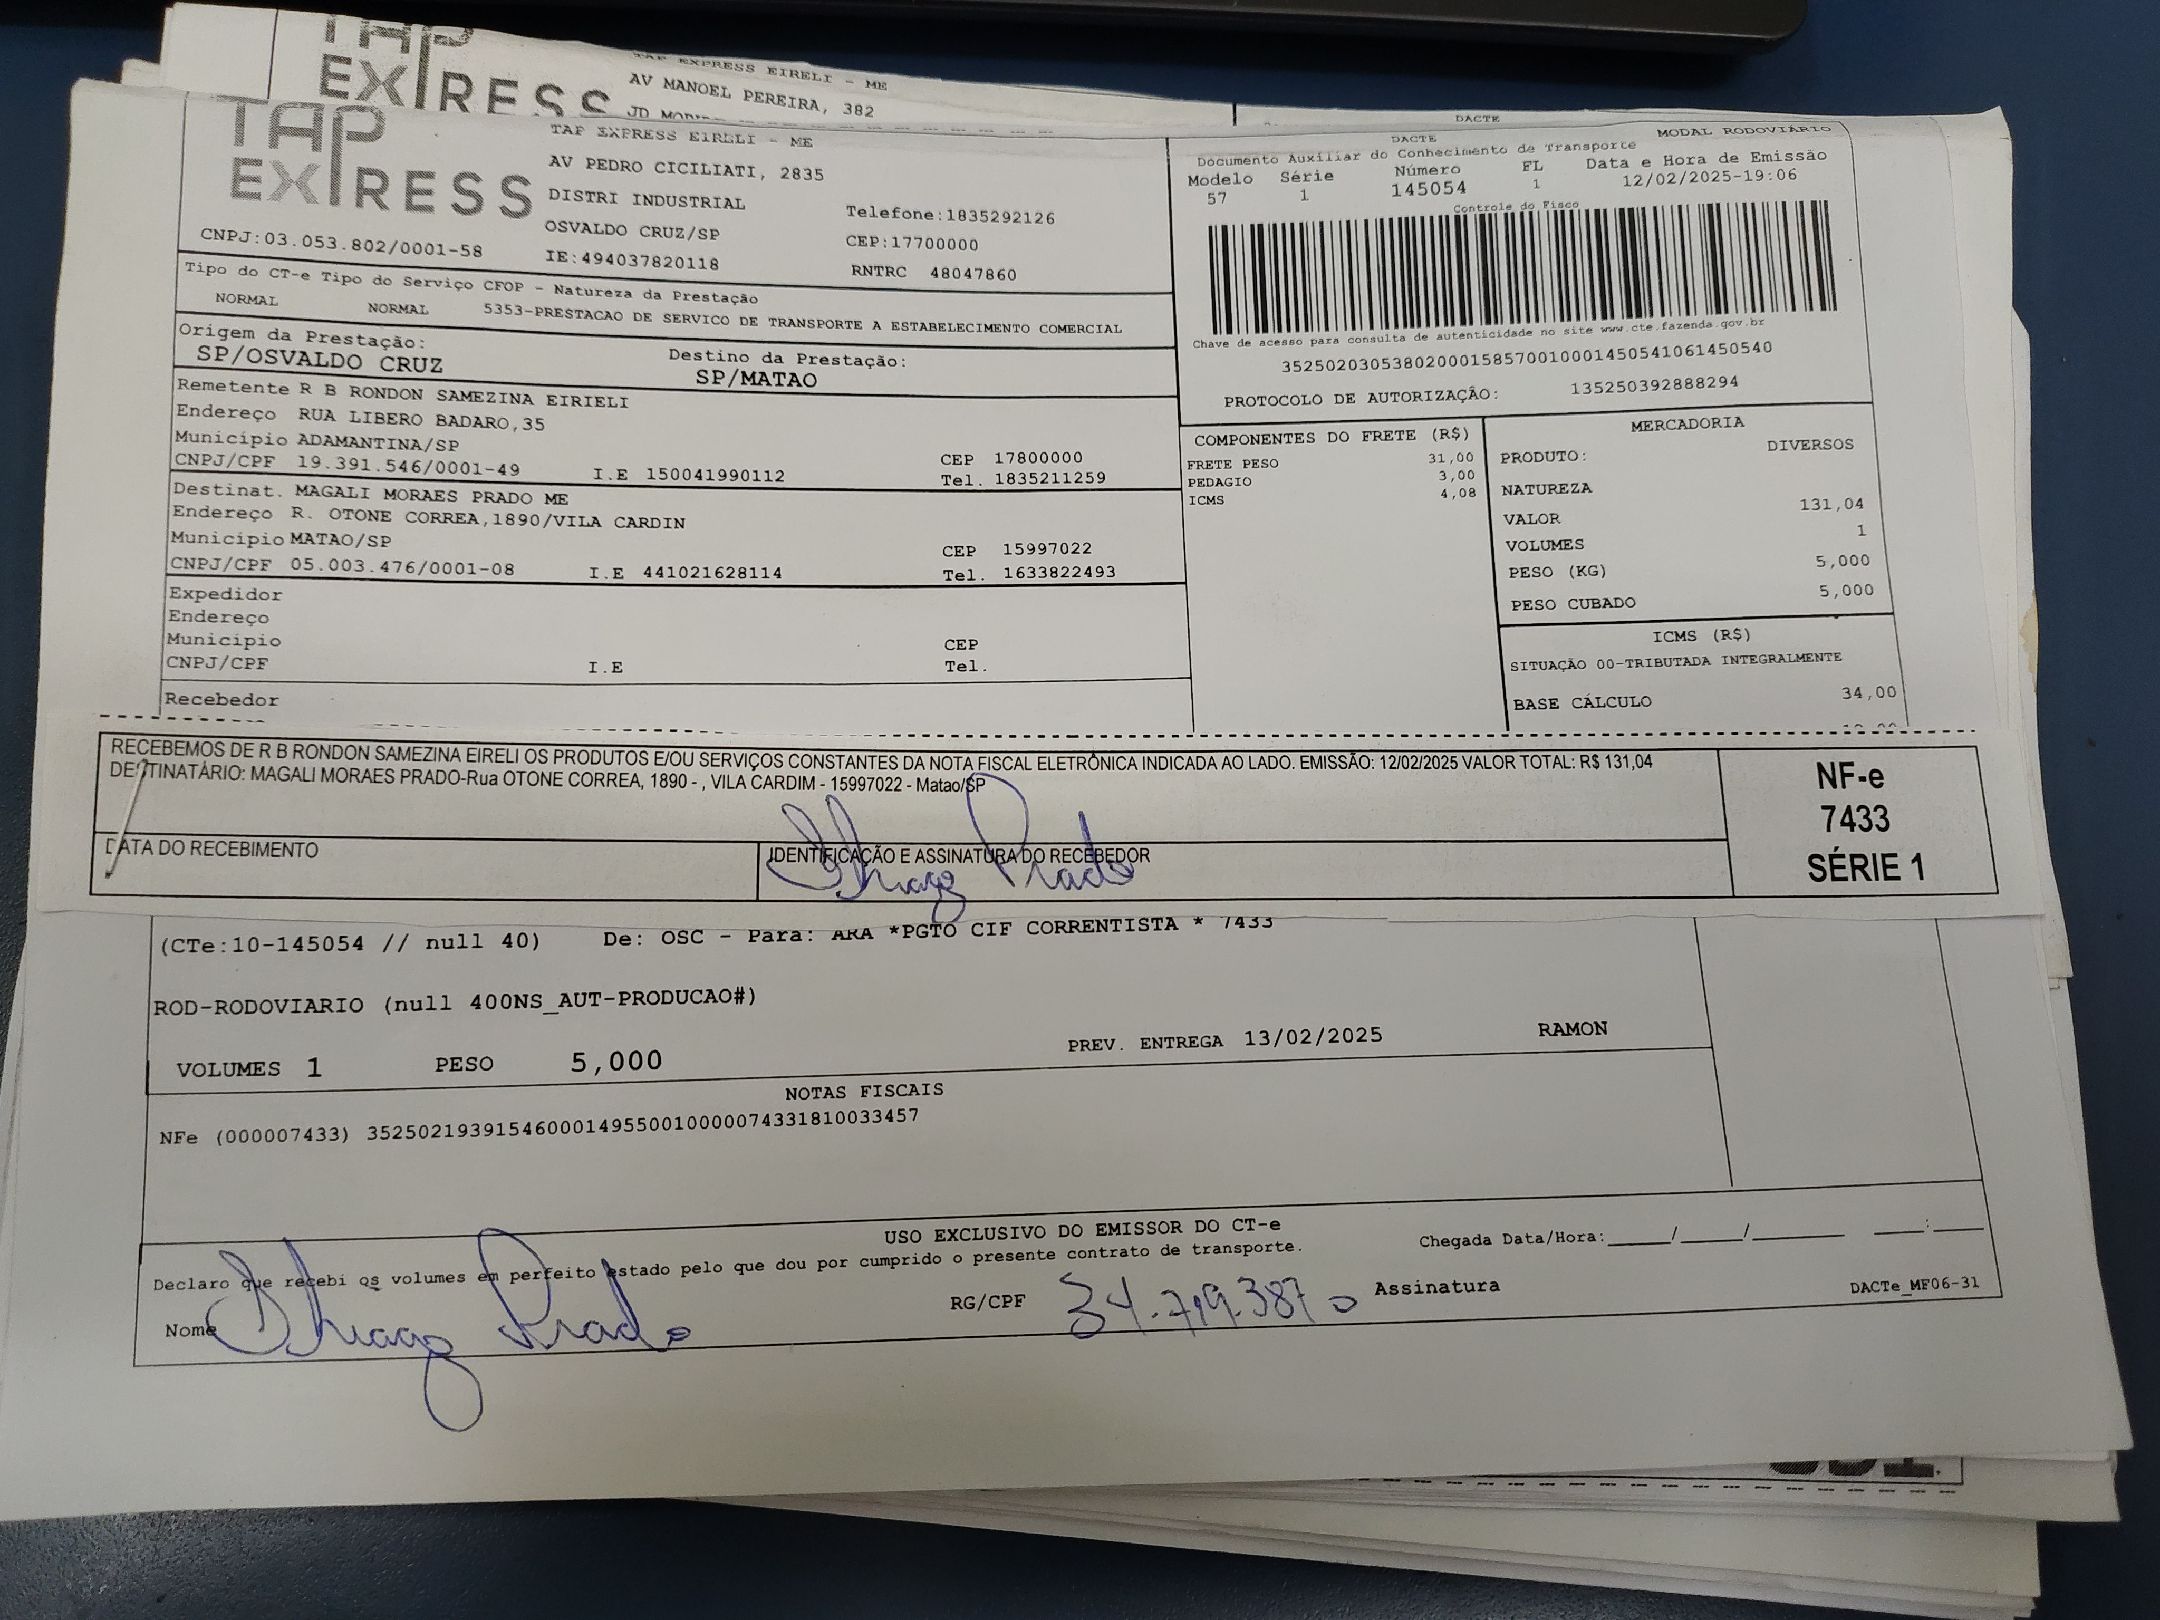 TAP
EXPRESS
TAP EXPRESS EIRELI - ME
AV MANOEL PEREIRA, 382
DACTE
TAP
EXPRESS
CNPJ:03.053.802/0001-58
TAP EXPRESS EIRELI - ME
AV PEDRO CICILIATI, 2835
DISTRI INDUSTRIAL
OSVALDO CRUZ/SP
IE:494037820118
Telefone:1835292126
CEP:17700000
RNTRC 48047860
DACTE MODAL RODOVIÁRIO
Documento Auxiliar do Conhecimento de Transporte
Modelo Série Número FL Data e Hora de Emissão
57 1 145054 1 12/02/2025-19:06
Controle do Fisco
Chave de acesso para consulta de autenticidade no site www.cte.fazenda.gov.br
35250203053802000158570010001450541061450540
PROTOCOLO DE AUTORIZAÇÃO: 135250392888294
Tipo do CT-e Tipo do Serviço CFOP - Natureza da Prestação
NORMAL NORMAL 5353-PRESTACAO DE SERVICO DE TRANSPORTE A ESTABELECIMENTO COMERCIAL
Origem da Prestação: Destino da Prestação:
SP/OSVALDO CRUZ SP/MATAO
Remetente R B RONDON SAMEZINA EIRIELI
Endereço RUA LIBERO BADARO,35
Município ADAMANTINA/SP CEP 17800000
CNPJ/CPF 19.391.546/0001-49 I.E 150041990112 Tel. 1835211259
Destinat. MAGALI MORAES PRADO ME
Endereço R. OTONE CORREA,1890/VILA CARDIN
Município MATAO/SP CEP 15997022
CNPJ/CPF 05.003.476/0001-08 I.E 441021628114 Tel. 1633822493
Expedidor
Endereço
Município CEP
CNPJ/CPF I.E Tel.
Recebedor
COMPONENTES DO FRETE (R$)
FRETE PESO 31,00
PEDAGIO 3,00
ICMS 4,08
MERCADORIA
PRODUTO: DIVERSOS
NATUREZA
VALOR 131,04
VOLUMES 1
PESO (KG) 5,000
PESO CUBADO 5,000
ICMS (R$)
SITUAÇÃO 00-TRIBUTADA INTEGRALMENTE
BASE CÁLCULO 34,00
RECEBEMOS DE R B RONDON SAMEZINA EIRELI OS PRODUTOS E/OU SERVIÇOS CONSTANTES DA NOTA FISCAL ELETRÔNICA INDICADA AO LADO. EMISSÃO: 12/02/2025 VALOR TOTAL: R$ 131,04
DESTINATÁRIO: MAGALI MORAES PRADO-Rua OTONE CORREA, 1890 - , VILA CARDIM - 15997022 - Matao/SP
DATA DO RECEBIMENTO
IDENTIFICAÇÃO E ASSINATURA DO RECEBEDOR
Thiago Prado
NF-e
7433
SÉRIE 1
(CTe:10-145054 // null 40) De: OSC - Para: ARA *PGTO CIF CORRENTISTA * 7433
ROD-RODOVIARIO (null 400NS_AUT-PRODUCAO#)
VOLUMES 1 PESO 5,000 PREV. ENTREGA 13/02/2025 RAMON
NOTAS FISCAIS
NFe (000007433) 35250219391546000149550010000074331810033457
USO EXCLUSIVO DO EMISSOR DO CT-e
Declaro que recebi os volumes em perfeito estado pelo que dou por cumprido o presente contrato de transporte.
Chegada Data/Hora:_____/_____/________ ____:____
Nome Thiago Prado RG/CPF 34.719.387 0 Assinatura
DACTe_MF06-31